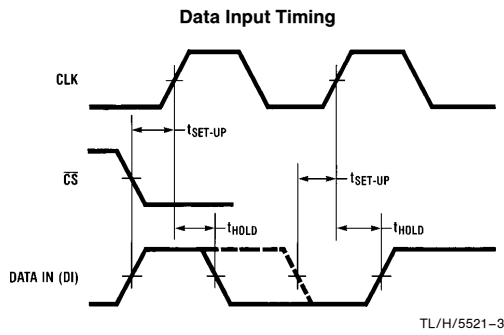 Data Input Timing
CLK
tSET-UP
CS
tSET-UP
tHOLD
tHOLD
DATA IN (DI)
TL/H/5521–3